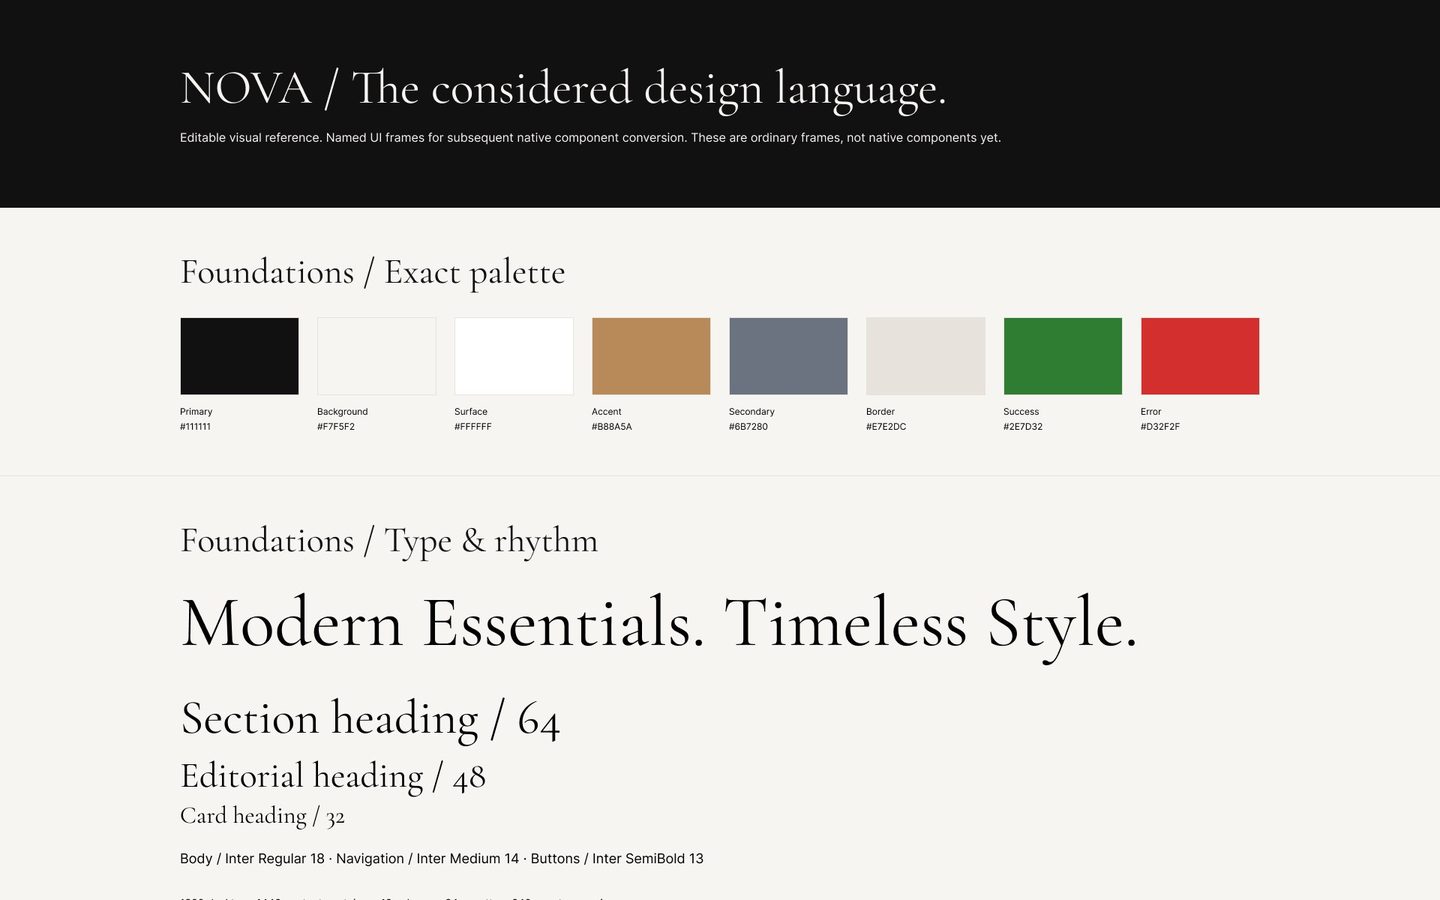 NOVA / The considered design language.
Editable visual reference. Named UI frames for subsequent native component conversion. These are ordinary frames, not native components yet.
Foundations / Exact palette
Primary
#111111
Background
#F7F5F2
Surface
#FFFFFF
Accent
#B88A5A
Secondary
#6B7280
Border
#E7E2DC
Success
#2E7D32
Error
#D32F2F
Foundations / Type & rhythm
Modern Essentials. Timeless Style.
Section heading / 64
Editorial heading / 48
Card heading / 32
Body / Inter Regular 18 · Navigation / Inter Medium 14 · Buttons / Inter SemiBold 13